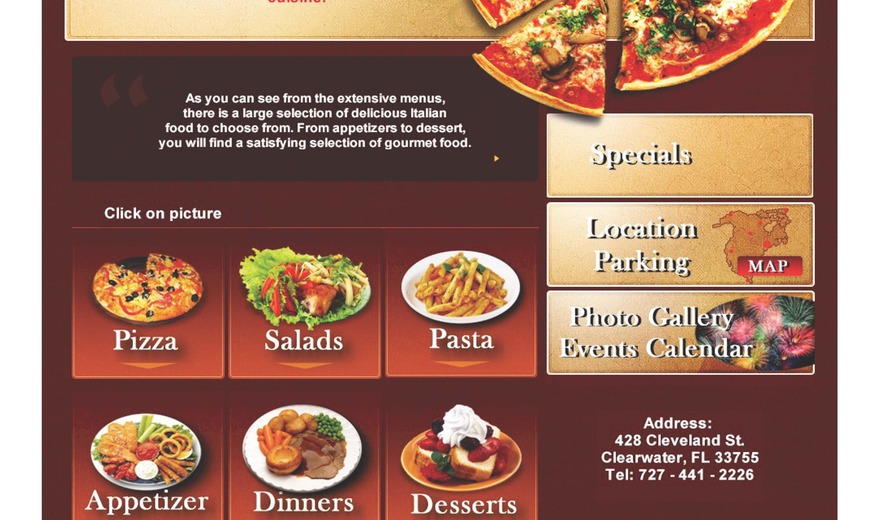 cuisine!
As you can see from the extensive menus,
there is a large selection of delicious Italian
food to choose from. From appetizers to dessert,
you will find a satisfying selection of gourmet food.
Specials
Click on picture
Location
Parking
MAP
Pizza
Salads
Pasta
Photo Gallery
Events Calendar
Appetizer
Dinners
Desserts
Address:
428 Cleveland St.
Clearwater, FL 33755
Tel: 727 - 441 - 2226